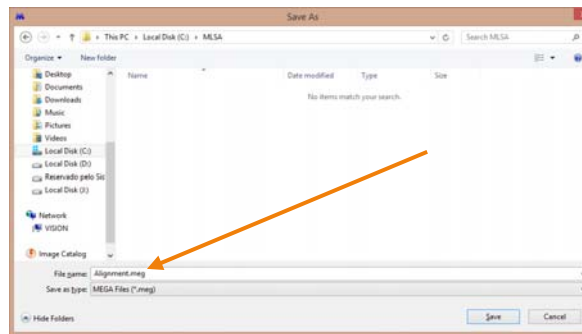 Save As
This PC › Local Disk (C:) › MLSA
Search MLSA
Organize
New folder
Name
Date modified
Type
Size
No items match your search.
Desktop
Documents
Downloads
Music
Pictures
Videos
Local Disk (C:)
Local Disk (D:)
Reservado pelo Sis
Local Disk (J:)
Network
VISION
Image Catalog
File name: Alignment.meg
Save as type: MEGA Files (*.meg)
Hide Folders
Save
Cancel